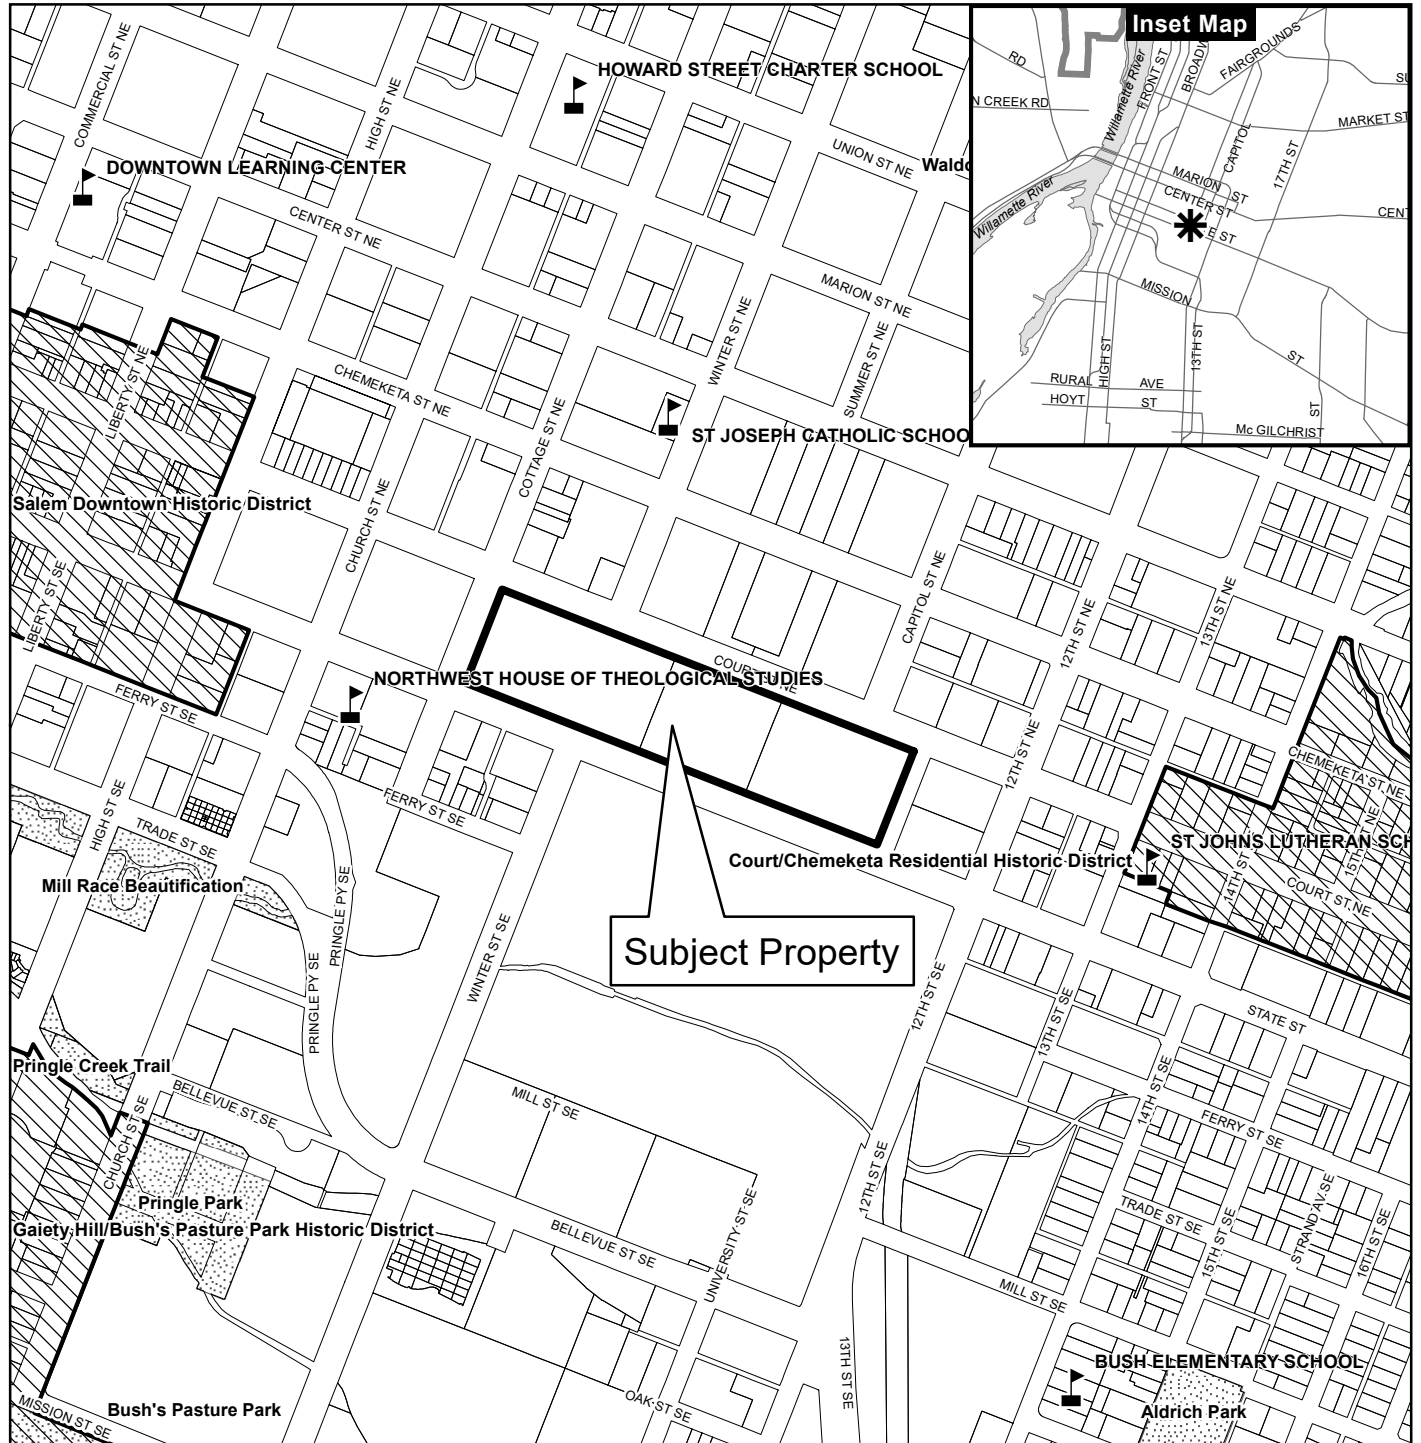 Inset Map
RD
N CREEK RD
Willamette River
Willamette River
FRONT ST
BROADW
FAIRGROUNDS
SU
MARKET ST
CAPITOL
17TH ST
MARION ST
CENTER ST
CENT
E ST
MISSION
ST
13TH ST
HIGH ST
RURAL AVE
HOYT ST
ST
Mc GILCHRIST
COMMERCIAL ST NE
HIGH ST NE
HOWARD STREET CHARTER SCHOOL
DOWNTOWN LEARNING CENTER
UNION ST NE
Waldo
CENTER ST NE
MARION ST NE
WINTER ST NE
SUMMER ST NE
LIBERTY ST NE
CHEMEKETA ST NE
COTTAGE ST NE
ST JOSEPH CATHOLIC SCHOO
Salem Downtown Historic District
CHURCH ST NE
LIBERTY ST SE
CAPITOL ST NE
12TH ST NE
13TH ST NE
COURT ST NE
NORTHWEST HOUSE OF THEOLOGICAL STUDIES
FERRY ST SE
12TH ST NE
CHEMEKETA ST NE
HIGH ST SE
FERRY ST SE
TRADE ST SE
ST JOHNS LUTHERAN SCH
15TH ST NE
14TH ST
COURT ST NE
Court/Chemeketa Residential Historic District
Mill Race Beautification
PRINGLE PY SE
PRINGLE PY SE
WINTER ST SE
Subject Property
12TH ST SE
13TH ST SE
STATE ST
Pringle Creek Trail
BELLEVUE ST SE
MILL ST SE
14TH ST SE
FERRY ST SE
CHURCH ST SE
12TH ST SE
Pringle Park
Gaiety Hill/Bush's Pasture Park Historic District
BELLEVUE ST SE
UNIVERSITY ST SE
TRADE ST SE
15TH ST SE
STRAND AV SE
16TH ST SE
MILL ST SE
13TH ST SE
BUSH ELEMENTARY SCHOOL
Aldrich Park
OAK ST SE
Bush's Pasture Park
MISSION ST SE